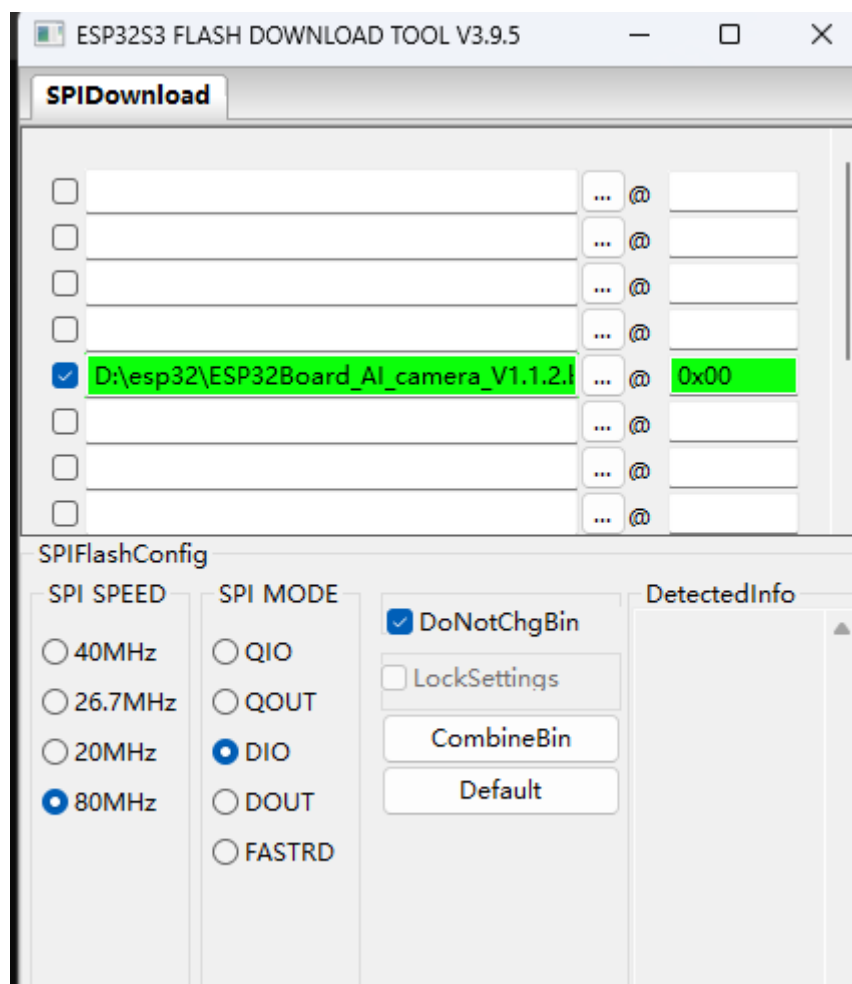 ESP32S3 FLASH DOWNLOAD TOOL V3.9.5
SPIDownload
... @
... @
... @
... @
D:\esp32\ESP32Board_AI_camera_V1.1.2. ... @ 0x00
... @
... @
... @
SPIFlashConfig
SPI SPEED SPI MODE DetectedInfo
DoNotChgBin
40MHz QIO
LockSettings
26.7MHz QOUT
CombineBin
20MHz DIO
Default
80MHz DOUT
FASTRD